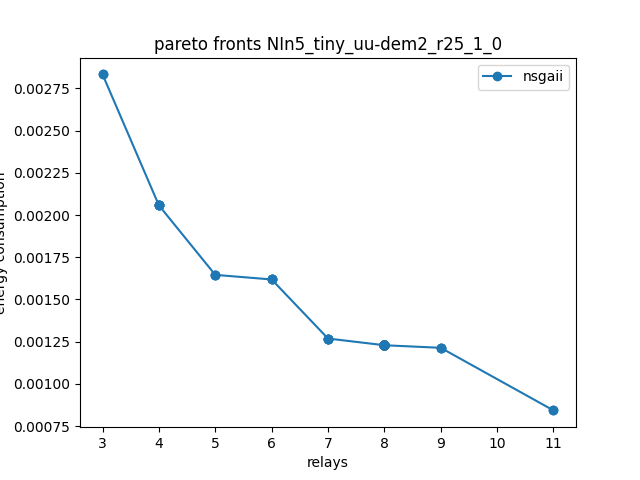 pareto fronts NIn5_tiny_uu-dem2_r25_1_0
nsgaii
0.00275
0.00250
0.00225
0.00200
0.00175
0.00150
0.00125
0.00100
0.00075
energy consumption
3 4 5 6 7 8 9 10 11
relays